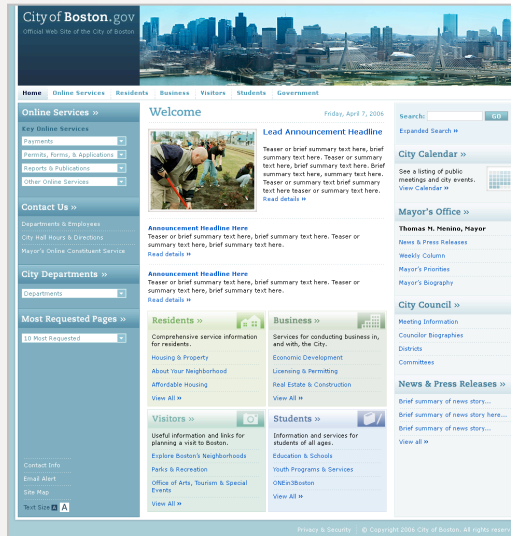 City of Boston.gov
Official Web Site of the City of Boston
Home
Online Services
Residents
Business
Visitors
Students
Government
Online Services »
Key Online Services
Payments
Permits, Forms, & Applications
Reports & Publications
Other Online Services
Contact Us »
Departments & Employees
City Hall Hours & Directions
Mayor's Online Constituent Service
City Departments »
Departments
Most Requested Pages »
10 Most Requested
Contact Info
Email Alert
Site Map
Text Size A A
Welcome
Friday, April 7, 2006
Lead Announcement Headline
Teaser or brief summary text here, brief
summary text here. Teaser or summary
text here, brief summary text here. Brief
summary text here, summary text here.
Teaser or brief summary text brief
summary text here teaser or start text
summary text here.
Read details »
Announcement Headline Here
Teaser or brief summary text here, brief summary text here. Teaser or
summary text here, brief summary text here.
Read details »
Announcement Headline Here
Teaser or brief summary text here, brief summary text here. Teaser or
summary text here, brief summary text here.
Read details »
Residents »
Comprehensive service information
for residents.
Housing & Property
About Your Neighborhood
Affordable Housing
View All »
Business »
Services for conducting business in,
and with, the City.
Economic Development
Licensing & Permitting
Real Estate & Construction
View All »
Visitors »
Useful information and links for
planning a visit to Boston.
Explore Boston's Neighborhoods
Parks & Recreation
Office of Arts, Tourism & Special
Events
View All »
Students »
Information and services for
students of all ages.
Education & Schools
Youth Programs & Services
ONEin3Boston
View All »
Search:
GO
Expanded Search »
City Calendar »
See a listing of public
meetings and city events.
View Calendar »
Mayor's Office »
Thomas M. Menino, Mayor
News & Press Releases
Weekly Column
Mayor's Priorities
Mayor's Biography
City Council »
Meeting Information
Councilor Biographies
Districts
Committees
News & Press Releases »
Brief summary of news story...
Brief summary of news story here...
Brief summary of news story...
View all »
Privacy & Security
© Copyright 2006 City of Boston. All rights reserv